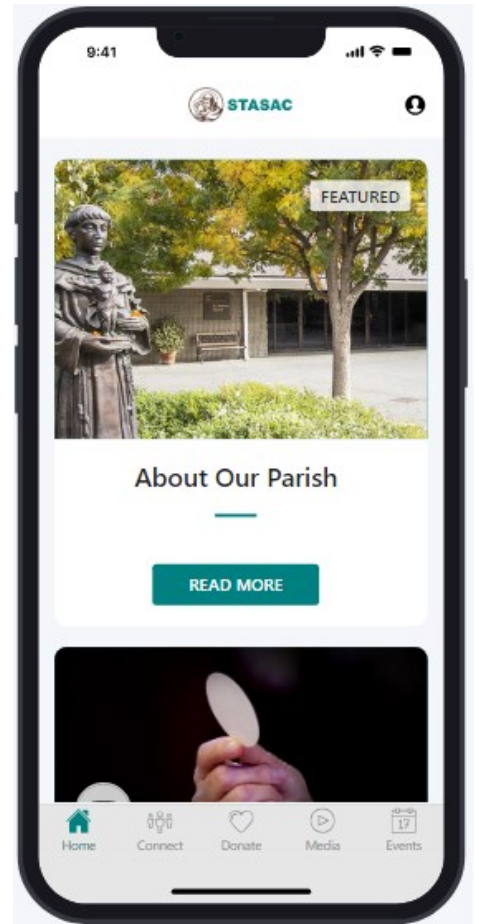 9:41
STASAC
FEATURED
About Our Parish
READ MORE
Home Connect Donate Media Events
17